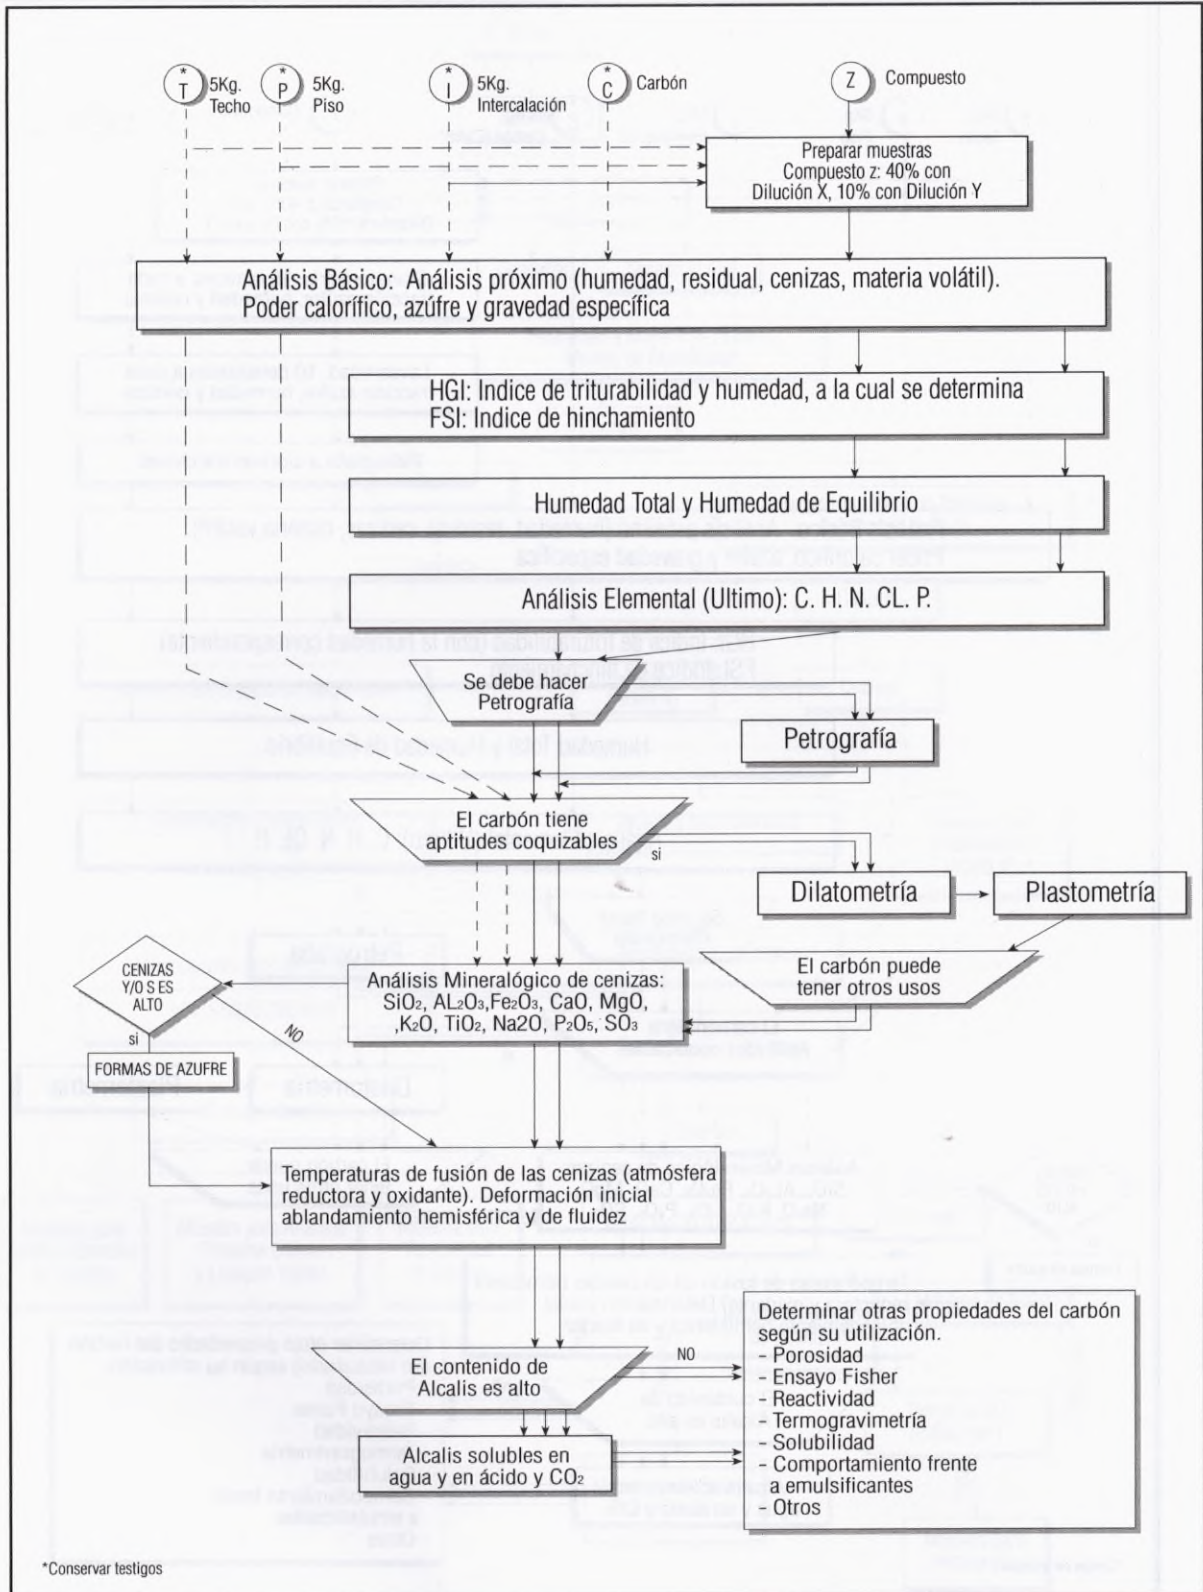 *
T
5Kg.
Techo
*
P
5Kg.
Piso
*
I
5Kg.
Intercalación
*
C
Carbón
Z
Compuesto
Preparar muestras
Compuesto z: 40% con
Dilución X, 10% con Dilución Y
Análisis Básico: Análisis próximo (humedad, residual, cenizas, materia volátil).
Poder calorífico, azúfre y gravedad específica
HGI: Indice de triturabilidad y humedad, a la cual se determina
FSI: Indice de hinchamiento
Humedad Total y Humedad de Equilibrio
Análisis Elemental (Ultimo): C. H. N. CL. P.
Se debe hacer
Petrografía
Petrografía
El carbón tiene
aptitudes coquizables
si
Dilatometría
Plastometría
El carbón puede
tener otros usos
CENIZAS
Y/O S ES
ALTO
si
NO
FORMAS DE AZUFRE
Análisis Mineralógico de cenizas:
SiO₂, AL₂O₃,Fe₂O₃, CaO, MgO,
,K₂O, TiO₂, Na2O, P₂O₅, SO₃
Temperaturas de fusión de las cenizas (atmósfera
reductora y oxidante). Deformación inicial
ablandamiento hemisférica y de fluidez
El contenido de
Alcalis es alto
NO
Alcalis solubles en
agua y en ácido y CO₂
Determinar otras propiedades del carbón
según su utilización.
- Porosidad
- Ensayo Fisher
- Reactividad
- Termogravimetría
- Solubilidad
- Comportamiento frente
a emulsificantes
- Otros
*Conservar testigos